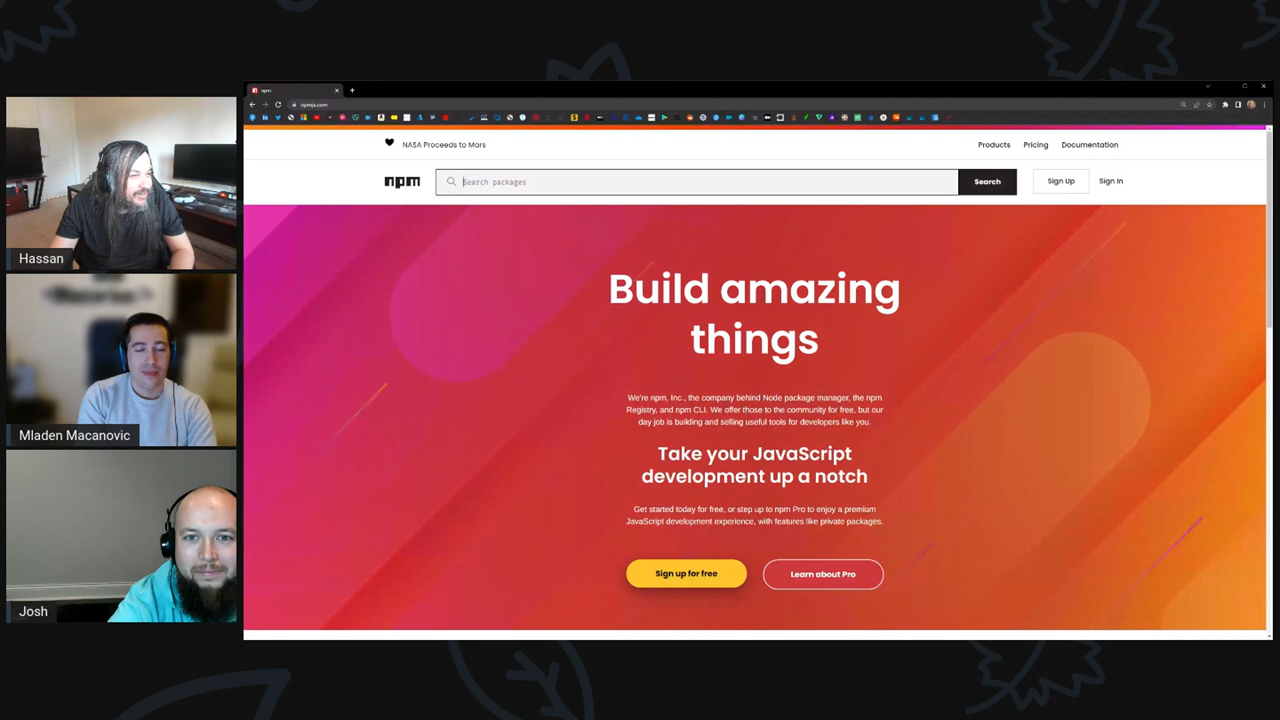 Hassan
Mladen Macanovic
Josh
npm
npmjs.com
NASA Proceeds to Mars
Products
Pricing
Documentation
npm
Search packages
Search
Sign Up
Sign In
Build amazing
things
We're npm, Inc., the company behind Node package manager, the npm
Registry, and npm CLI. We offer those to the community for free, but our
day job is building and selling useful tools for developers like you.
Take your JavaScript
development up a notch
Get started today for free, or step up to npm Pro to enjoy a premium
JavaScript development experience, with features like private packages.
Sign up for free
Learn about Pro